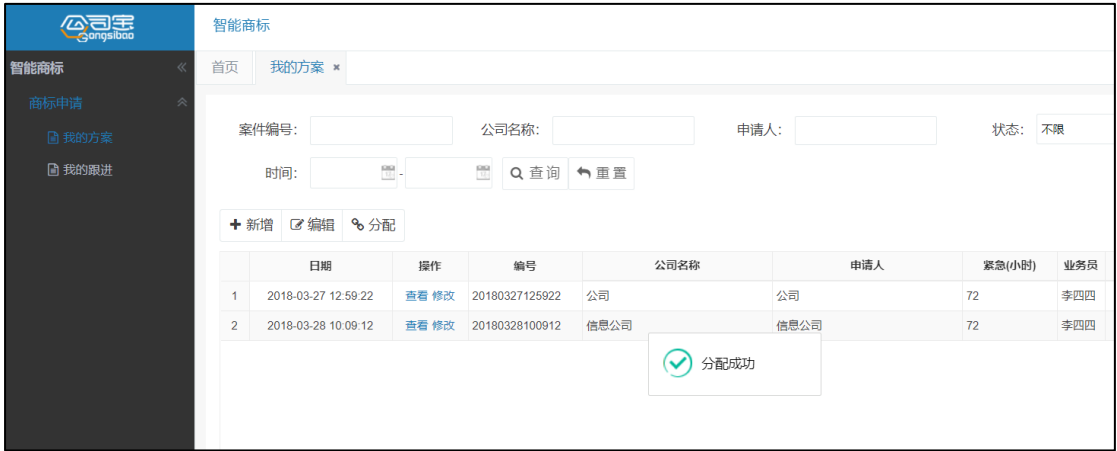 公司宝
Gongsibao
智能商标
智能商标
首页 我的方案 ×
商标申请
我的方案
我的跟进
案件编号: 公司名称: 申请人: 状态: 不限
时间: - 查询 重置
新增 编辑 分配
日期 操作 编号 公司名称 申请人 紧急(小时) 业务员
1 2018-03-27 12:59:22 查看 修改 20180327125922 公司 公司 72 李四四
2 2018-03-28 10:09:12 查看 修改 20180328100912 信息公司 信息公司 72 李四四
分配成功